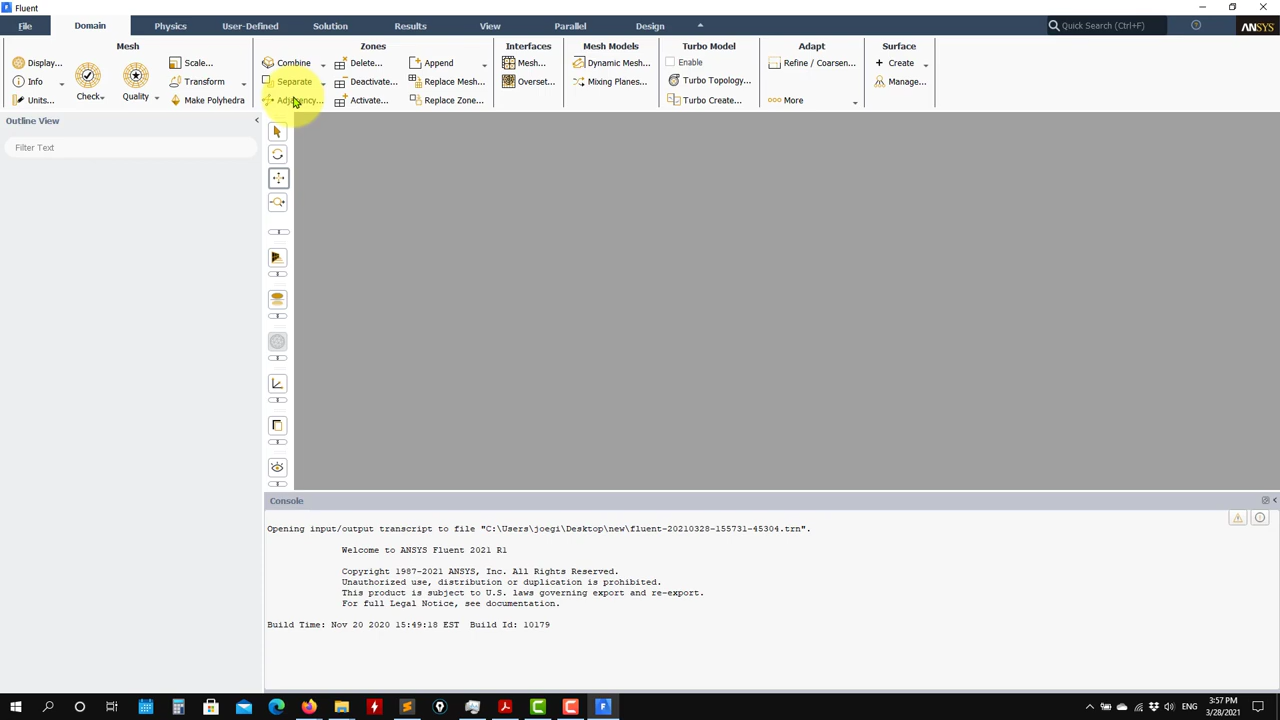 Fluent
File Domain Physics User-Defined Solution Results View Parallel Design Quick Search (Ctrl+F) ANSYS
Mesh Zones Interfaces Mesh Models Turbo Model Adapt Surface
Display... Scale... Combine Delete... Append Mesh... Dynamic Mesh... Enable Refine / Coarsen... Create
Info Transform Separate Deactivate... Replace Mesh... Overset... Mixing Planes... Turbo Topology... Manage...
Units... Check Quality Make Polyhedra Adjacency... Activate... Replace Zone... Turbo Create... More
Outline View
Filter Text
Console
Opening input/output transcript to file "C:\Users\joegi\Desktop\new\fluent-20210328-155731-45304.trn".
Welcome to ANSYS Fluent 2021 R1
Copyright 1987-2021 ANSYS, Inc. All Rights Reserved.
Unauthorized use, distribution or duplication is prohibited.
This product is subject to U.S. laws governing export and re-export.
For full Legal Notice, see documentation.
Build Time: Nov 20 2020 15:49:18 EST Build Id: 10179
ENG 3:57 PM
3/28/2021